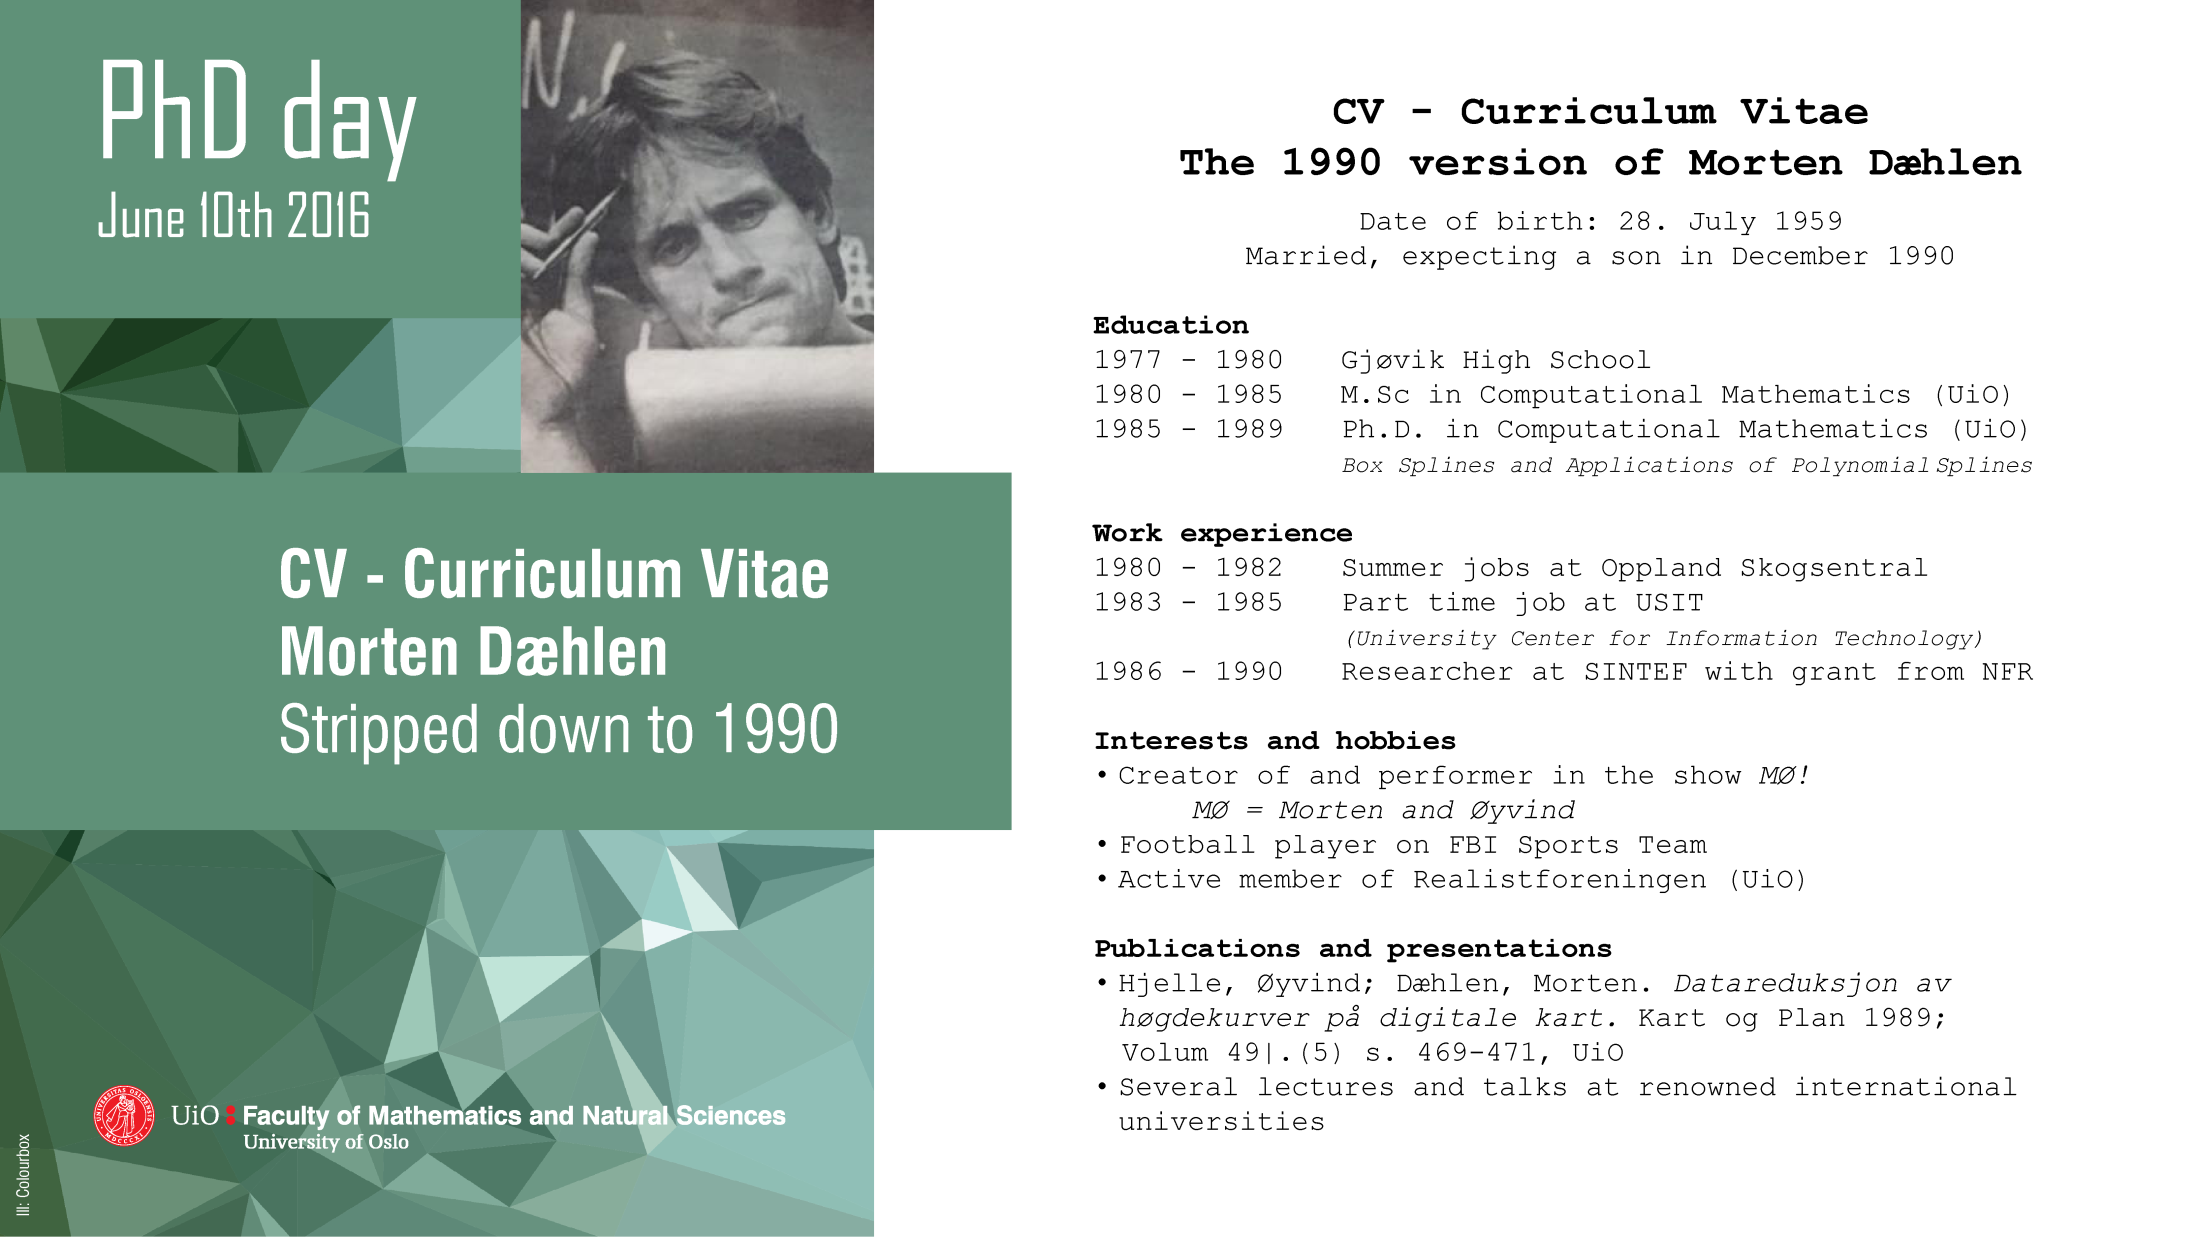 PhD day
June 10th 2016
N,
CV - Curriculum Vitae
Morten Dæhlen
Stripped down to 1990
UNIVERSITAS OSLOENSIS
MDCCCXI
UiO : Faculty of Mathematics and Natural Sciences
University of Oslo
Ill: Colourbox
CV - Curriculum Vitae
The 1990 version of Morten Dæhlen
Date of birth: 28. July 1959
Married, expecting a son in December 1990
Education
1977 - 1980 Gjøvik High School
1980 - 1985 M.Sc in Computational Mathematics (UiO)
1985 - 1989 Ph.D. in Computational Mathematics (UiO)
Box Splines and Applications of Polynomial Splines
Work experience
1980 - 1982 Summer jobs at Oppland Skogsentral
1983 - 1985 Part time job at USIT
(University Center for Information Technology)
1986 - 1990 Researcher at SINTEF with grant from NFR
Interests and hobbies
• Creator of and performer in the show MØ!
MØ = Morten and Øyvind
• Football player on FBI Sports Team
• Active member of Realistforeningen (UiO)
Publications and presentations
• Hjelle, Øyvind; Dæhlen, Morten. Datareduksjon av
høgdekurver på digitale kart. Kart og Plan 1989;
Volum 49|.(5) s. 469-471, UiO
• Several lectures and talks at renowned international
universities